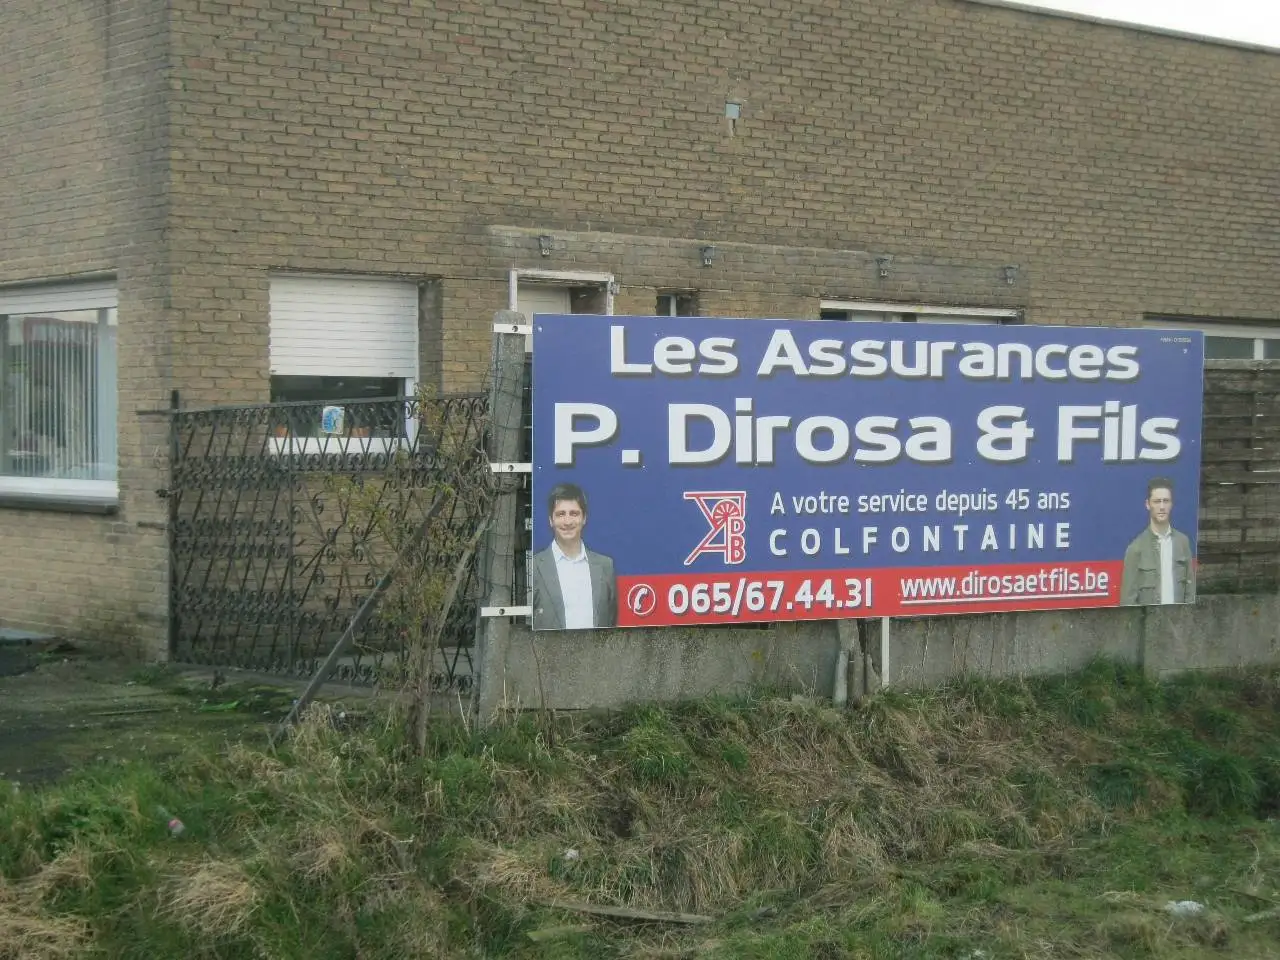 Les Assurances
P. Dirosa & Fils
A votre service depuis 45 ans
COLFONTAINE
065/67.44.31
www.dirosaetfils.be